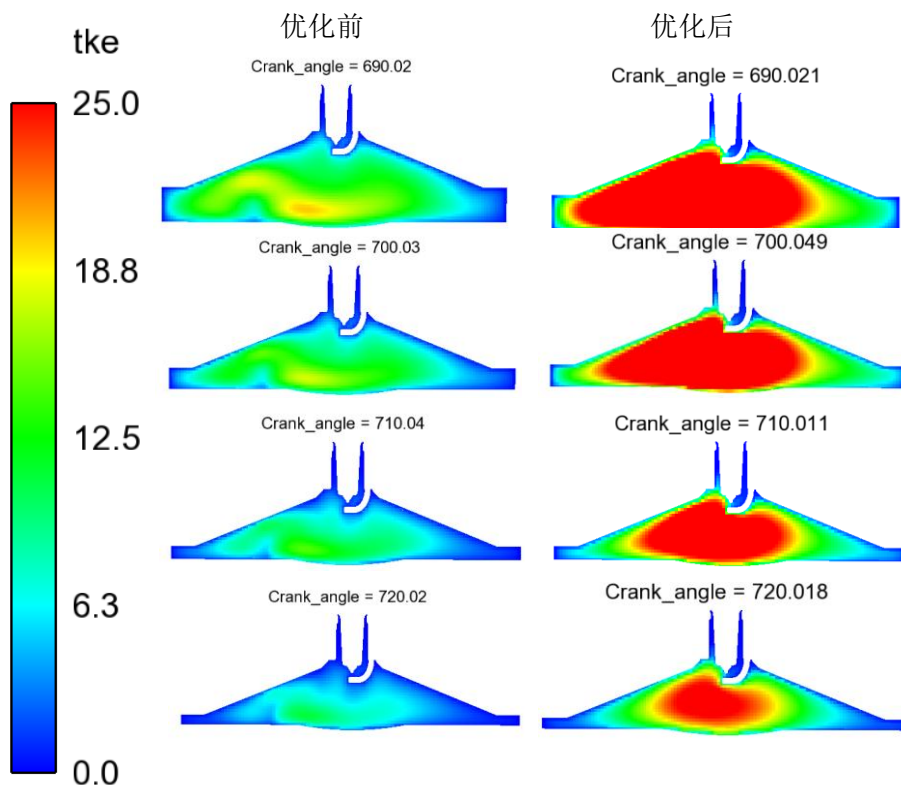 tke
25.0
18.8
12.5
6.3
0.0
优化前
Crank_angle = 690.02
Crank_angle = 700.03
Crank_angle = 710.04
Crank_angle = 720.02
优化后
Crank_angle = 690.021
Crank_angle = 700.049
Crank_angle = 710.011
Crank_angle = 720.018